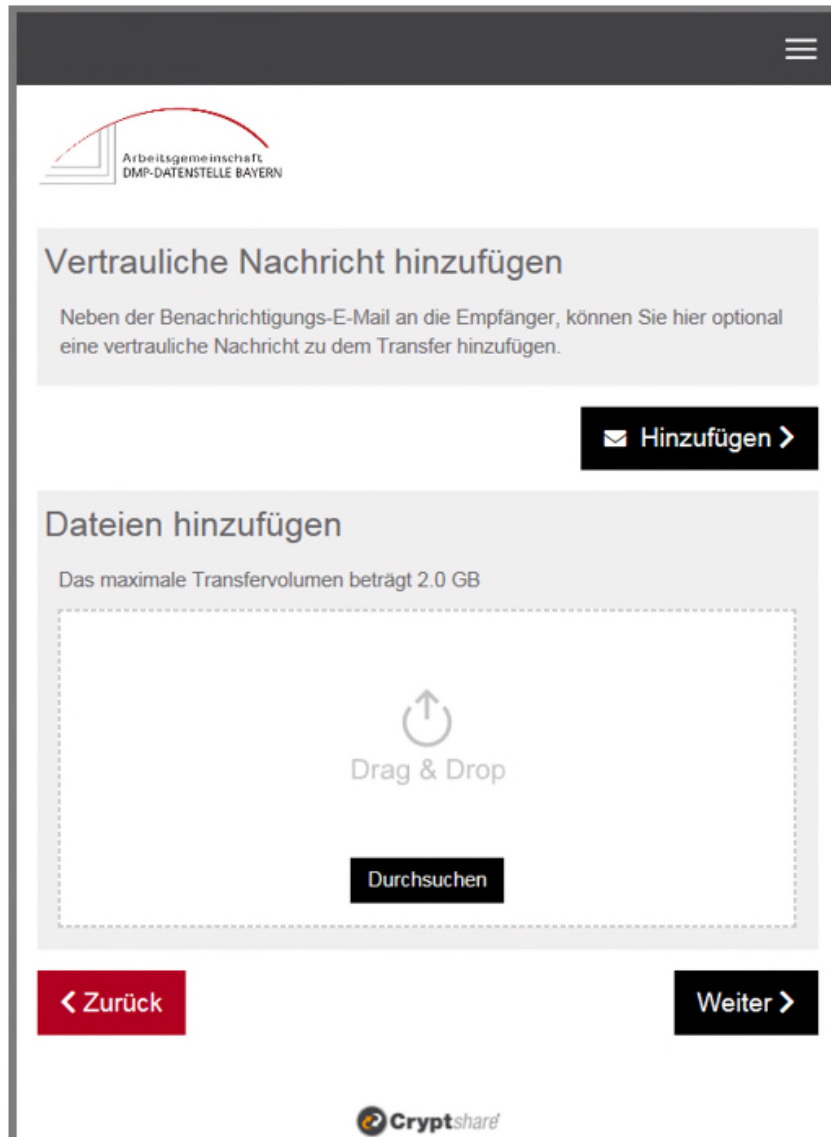 Arbeitsgemeinschaft
DMP-DATENSTELLE BAYERN
Vertrauliche Nachricht hinzufügen
Neben der Benachrichtigungs-E-Mail an die Empfänger, können Sie hier optional
eine vertrauliche Nachricht zu dem Transfer hinzufügen.
Hinzufügen
Dateien hinzufügen
Das maximale Transfervolumen beträgt 2.0 GB
Drag & Drop
Durchsuchen
Zurück
Weiter
Cryptshare